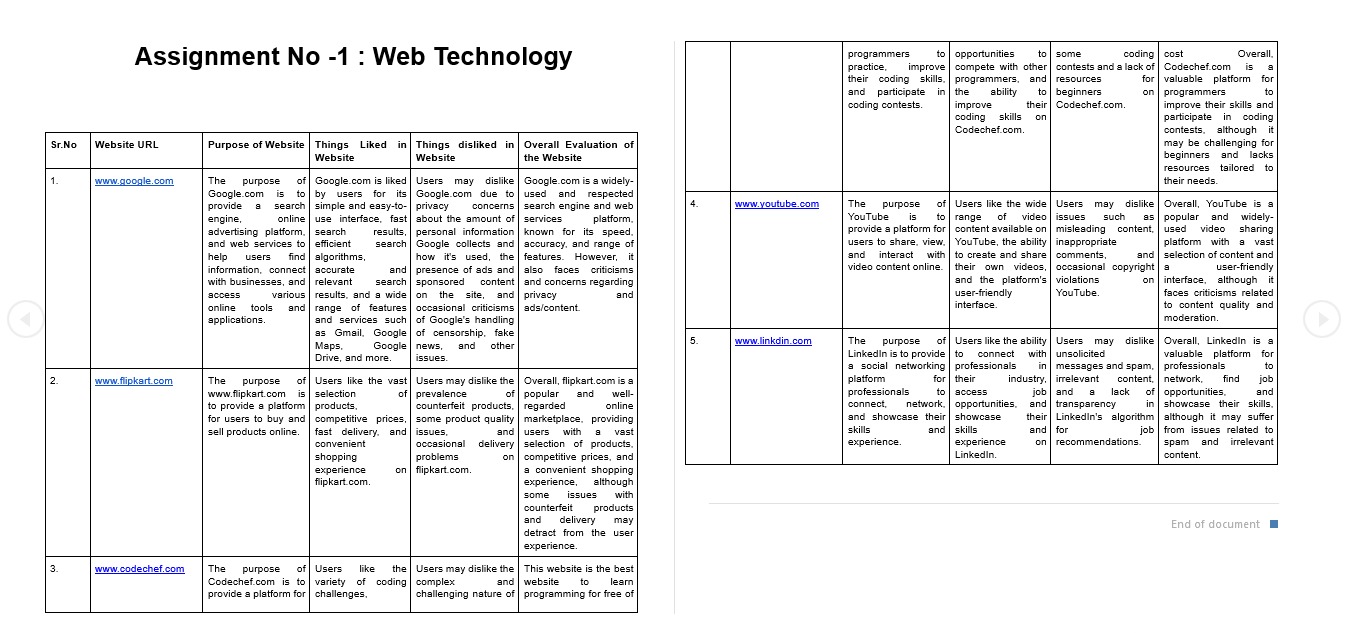 Assignment No -1 : Web Technology
Sr.No
Website URL
Purpose of Website
Things Liked in
Website
Things disliked in
Website
Overall Evaluation of
the Website
1.
www.google.com
The purpose of
Google.com is to
provide a search
engine, online
advertising platform,
and web services to
help users find
information, connect
with businesses, and
access various
online tools and
applications.
Google.com is liked
by users for its
simple and easy-to-
use interface, fast
search results,
efficient search
algorithms,
accurate and
relevant search
results, and a wide
range of features
and services such
as Gmail, Google
Maps, Google
Drive, and more.
Users may dislike
Google.com due to
privacy concerns
about the amount of
personal information
Google collects and
how it's used, the
presence of ads and
sponsored content
on the site, and
occasional criticisms
of Google's handling
of censorship, fake
news, and other
issues.
Google.com is a widely-
used and respected
search engine and web
services platform,
known for its speed,
accuracy, and range of
features. However, it
also faces criticisms
and concerns regarding
privacy and
ads/content.
2.
www.flipkart.com
The purpose of
www.flipkart.com is
to provide a platform
for users to buy and
sell products online.
Users like the vast
selection of
products,
competitive prices,
fast delivery, and
convenient
shopping
experience on
flipkart.com.
Users may dislike the
prevalence of
counterfeit products,
some product quality
issues, and
occasional delivery
problems on
flipkart.com.
Overall, flipkart.com is a
popular and well-
regarded online
marketplace, providing
users with a vast
selection of products,
competitive prices, and
a convenient shopping
experience, although
some issues with
counterfeit products
and delivery may
detract from the user
experience.
3.
www.codechef.com
The purpose of
Codechef.com is to
provide a platform for
Users like the
variety of coding
challenges,
Users may dislike the
complex and
challenging nature of
This website is the best
website to learn
programming for free of
programmers to
practice, improve
their coding skills,
and participate in
coding contests.
opportunities to
compete with other
programmers, and
the ability to
improve their
coding skills on
Codechef.com.
some coding
contests and a lack of
resources for
beginners on
Codechef.com.
cost Overall,
Codechef.com is a
valuable platform for
programmers to
improve their skills and
participate in coding
contests, although it
may be challenging for
beginners and lacks
resources tailored to
their needs.
4.
www.youtube.com
The purpose of
YouTube is to
provide a platform for
users to share, view,
and interact with
video content online.
Users like the wide
range of video
content available on
YouTube, the ability
to create and share
their own videos,
and the platform's
user-friendly
interface.
Users may dislike
issues such as
misleading content,
inappropriate
comments, and
occasional copyright
violations on
YouTube.
Overall, YouTube is a
popular and widely-
used video sharing
platform with a vast
selection of content and
a user-friendly
interface, although it
faces criticisms related
to content quality and
moderation.
5.
www.linkdin.com
The purpose of
LinkedIn is to provide
a social networking
platform for
professionals to
connect, network,
and showcase their
skills and
experience.
Users like the ability
to connect with
professionals in
their industry,
access job
opportunities, and
showcase their
skills and
experience on
LinkedIn.
Users may dislike
unsolicited
messages and spam,
irrelevant content,
and a lack of
transparency in
LinkedIn's algorithm
for job
recommendations.
Overall, LinkedIn is a
valuable platform for
professionals to
network, find job
opportunities, and
showcase their skills,
although it may suffer
from issues related to
spam and irrelevant
content.
End of document